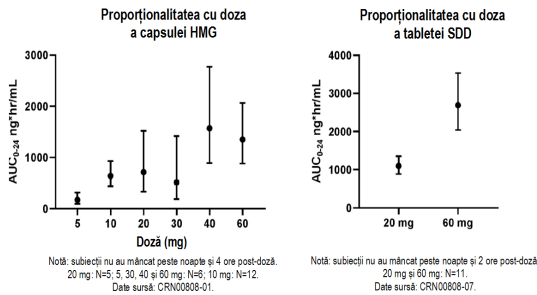 Proporționalitatea cu doza
a capsulei HMG
AUC0-24 ng*hr/mL
3000
2000
1000
0
5 10 20 30 40 60
Doză (mg)
Notă: subiecții nu au mâncat peste noapte și 4 ore post-doză.
20 mg: N=5; 5, 30, 40 și 60 mg: N=6; 10 mg: N=12.
Date sursă: CRN00808-01.
Proporționalitatea cu doza
a tabletei SDD
AUC0-24 ng*hr/mL
4000
3000
2000
1000
0
20 mg 60 mg
Notă: subiecții nu au mâncat peste noapte și 2 ore post-doză
20 mg și 60 mg: N=11.
Date sursă: CRN00808-07.